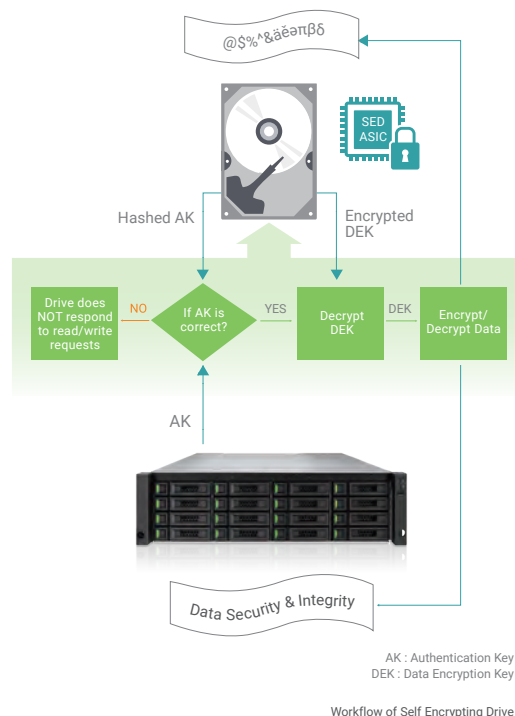 @$%^&äěəπβδ
SED
ASIC
Hashed AK
Encrypted
DEK
Drive does
NOT respond
to read/write
requests
NO
If AK is
correct?
YES
Decrypt
DEK
DEK
Encrypt/
Decrypt Data
AK
Data Security & Integrity
AK : Authentication Key
DEK : Data Encryption Key
Workflow of Self Encrypting Drive